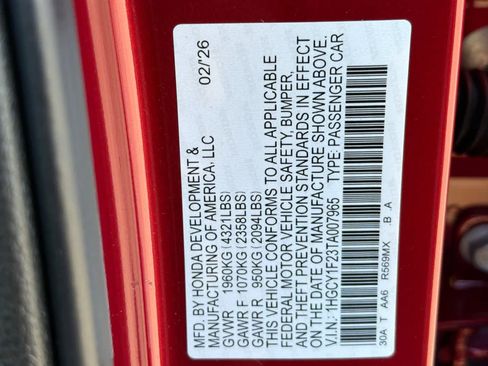 MFD. BY HONDA DEVELOPMENT &
MANUFACTURING OF AMERICA, LLC 02/'26
GVWR 1960KG(4321LBS)
GAWR F 1070KG(2358LBS)
GAWR R 950KG(2094LBS)
THIS VEHICLE CONFORMS TO ALL APPLICABLE
FEDERAL MOTOR VEHICLE SAFETY, BUMPER,
AND THEFT PREVENTION STANDARDS IN EFFECT
ON THE DATE OF MANUFACTURE SHOWN ABOVE.
V.I.N.: 1HGCY1F23TA007965 TYPE: PASSENGER CAR
30A T AA6 R569MX .B A